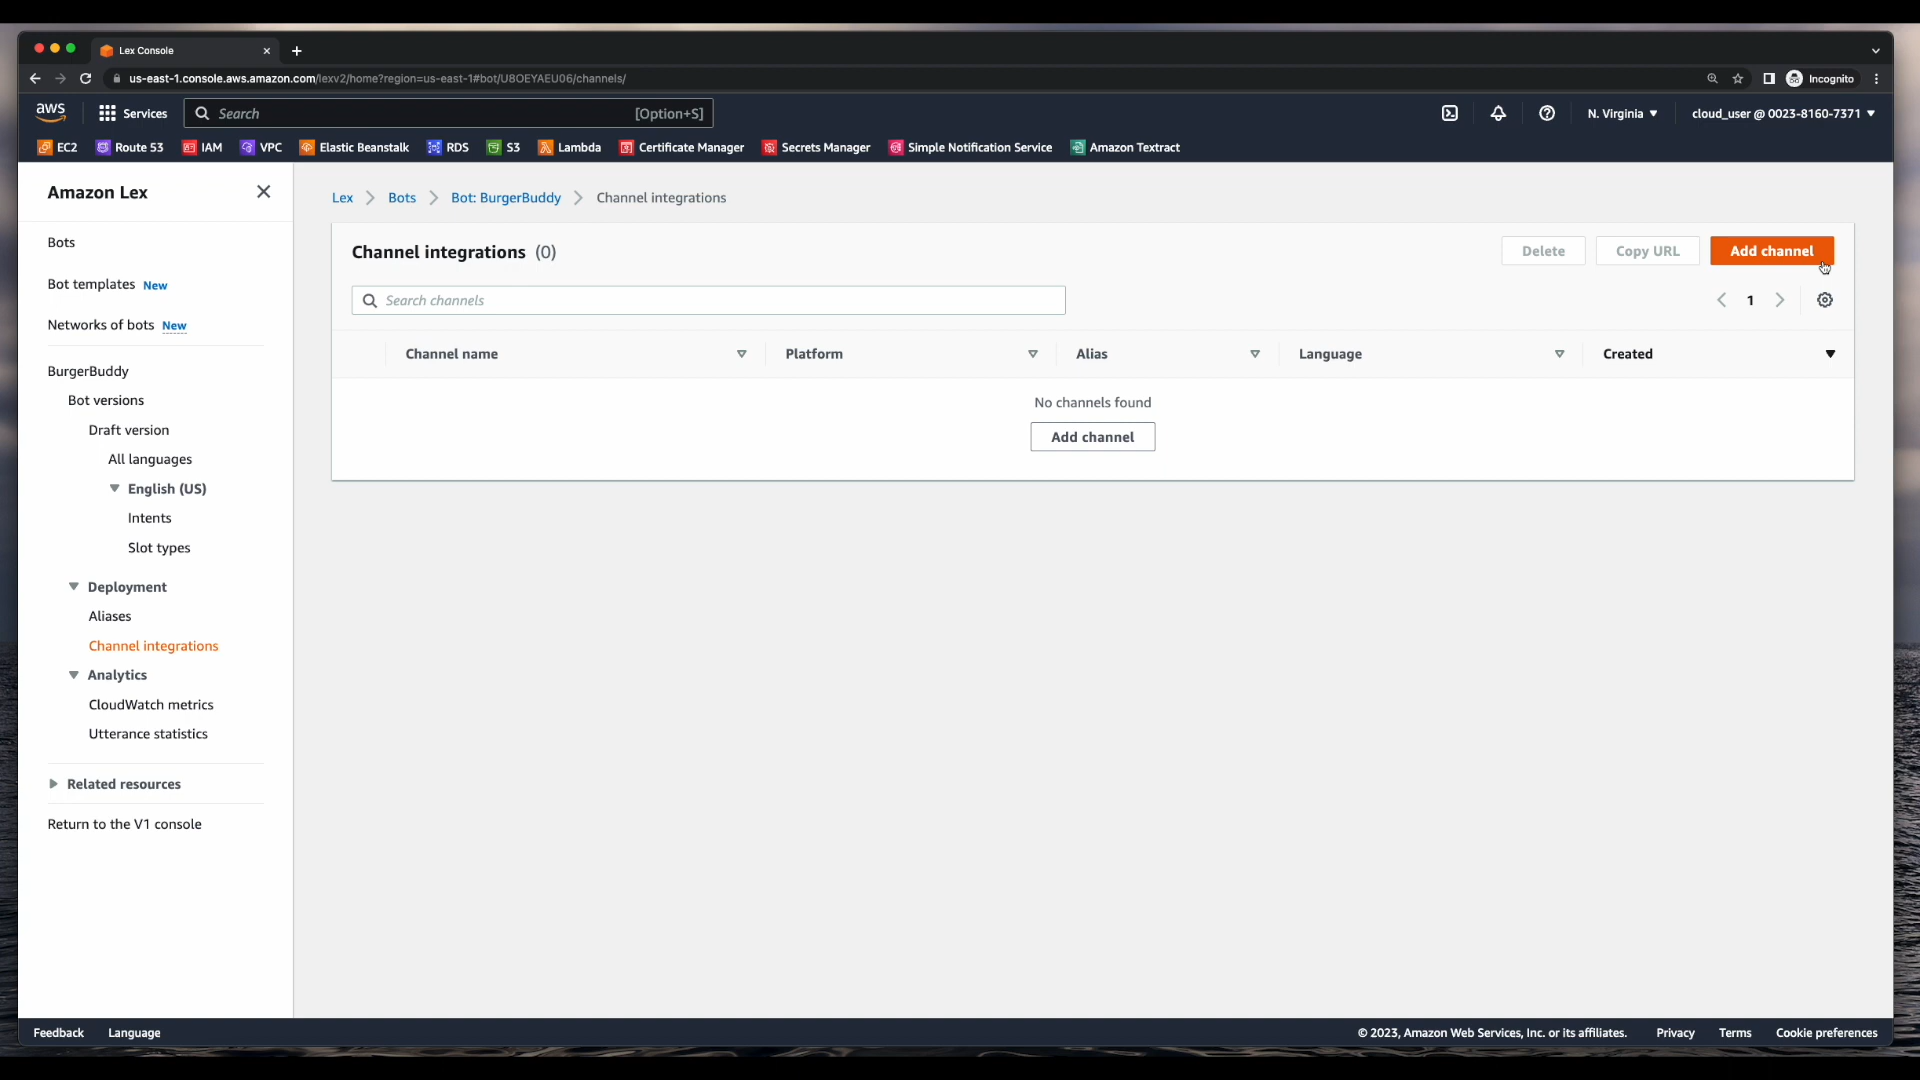 Lex Console
us-east-1.console.aws.amazon.com/lexv2/home?region=us-east-1#bot/U8OEYAEU06/channels/
Incognito
aws
Services
Search
[Option+S]
N. Virginia
cloud_user @ 0023-8160-7371
EC2
Route 53
IAM
VPC
Elastic Beanstalk
RDS
S3
Lambda
Certificate Manager
Secrets Manager
Simple Notification Service
Amazon Textract
Amazon Lex
Bots
Bot templates New
Networks of bots New
BurgerBuddy
Bot versions
Draft version
All languages
English (US)
Intents
Slot types
Deployment
Aliases
Channel integrations
Analytics
CloudWatch metrics
Utterance statistics
Related resources
Return to the V1 console
Lex
Bots
Bot: BurgerBuddy
Channel integrations
Channel integrations (0)
Delete
Copy URL
Add channel
Search channels
1
Channel name
Platform
Alias
Language
Created
No channels found
Add channel
Feedback
Language
© 2023, Amazon Web Services, Inc. or its affiliates.
Privacy
Terms
Cookie preferences